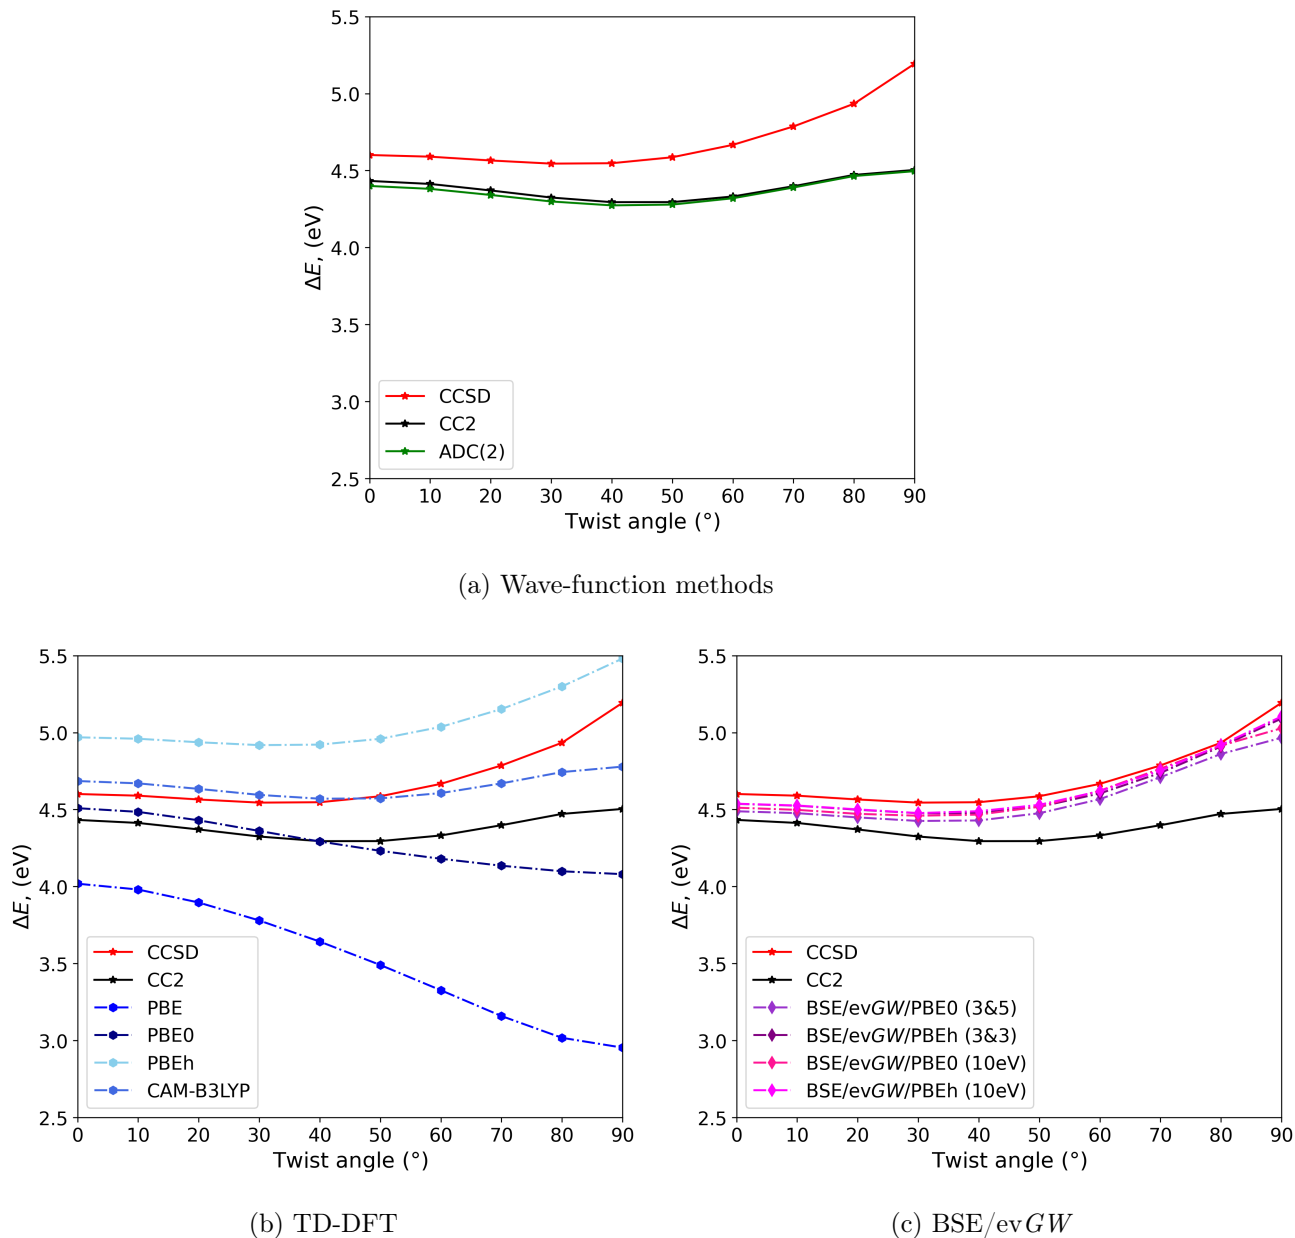 5.5
5.0
4.5
4.0
3.5
3.0
2.5
ΔE, (eV)
CCSD
CC2
ADC(2)
0 10 20 30 40 50 60 70 80 90
Twist angle (°)
(a) Wave-function methods
5.5
5.0
4.5
4.0
3.5
3.0
2.5
ΔE, (eV)
CCSD
CC2
PBE
PBE0
PBEh
CAM-B3LYP
0 10 20 30 40 50 60 70 80 90
Twist angle (°)
(b) TD-DFT
5.5
5.0
4.5
4.0
3.5
3.0
2.5
ΔE, (eV)
CCSD
CC2
BSE/evGW/PBE0 (3&5)
BSE/evGW/PBEh (3&3)
BSE/evGW/PBE0 (10eV)
BSE/evGW/PBEh (10eV)
0 10 20 30 40 50 60 70 80 90
Twist angle (°)
(c) BSE/evGW